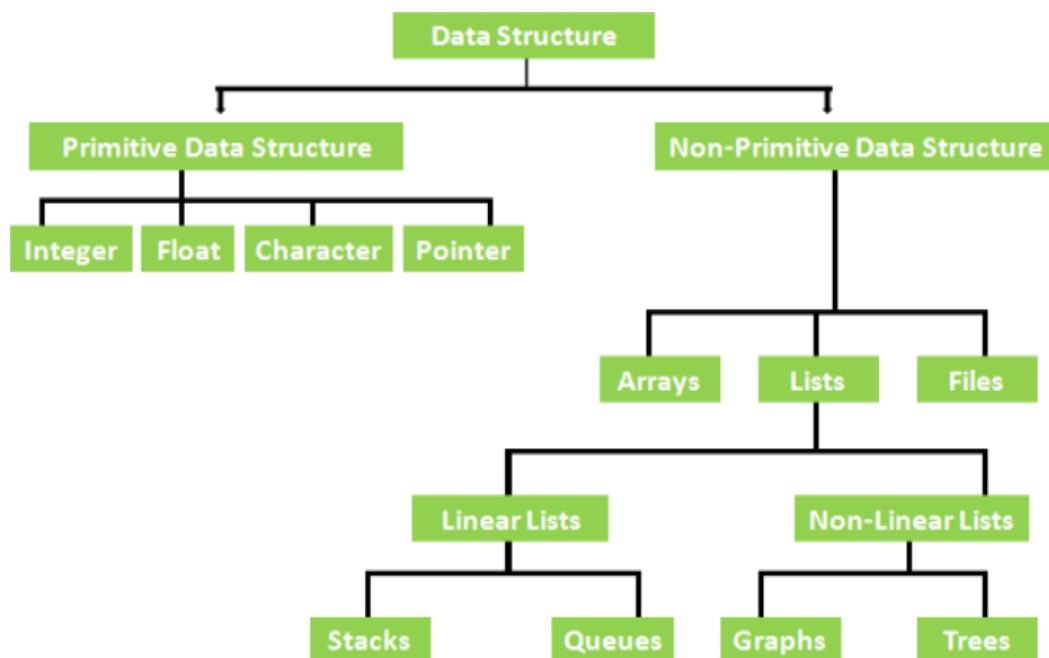 Data Structure
Primitive Data Structure
Non-Primitive Data Structure
Integer
Float
Character
Pointer
Arrays
Lists
Files
Linear Lists
Non-Linear Lists
Stacks
Queues
Graphs
Trees